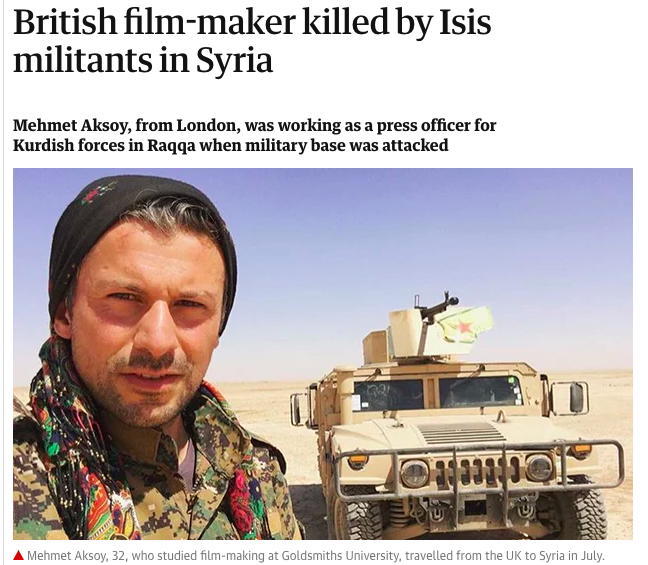 British film-maker killed by Isis
militants in Syria
Mehmet Aksoy, from London, was working as a press officer for
Kurdish forces in Raqqa when military base was attacked
Mehmet Aksoy, 32, who studied film-making at Goldsmiths University, travelled from the UK to Syria in July.